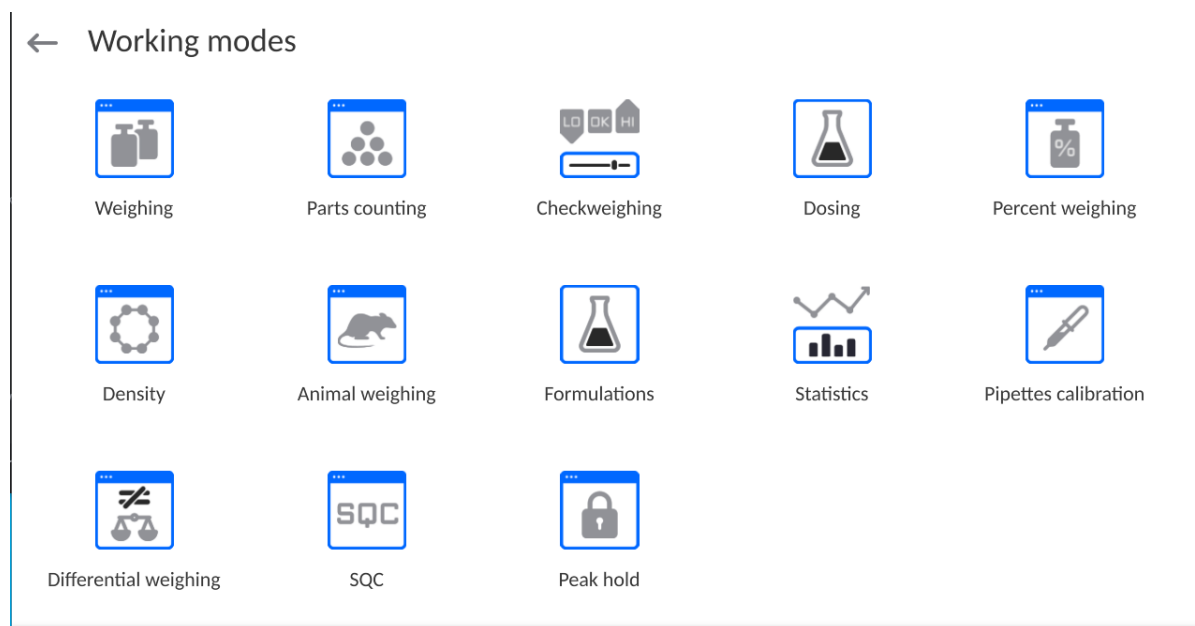 Working modes
LO OK HI
%
Weighing
Parts counting
Checkweighing
Dosing
Percent weighing
Density
Animal weighing
Formulations
Statistics
Pipettes calibration
SQC
Differential weighing
SQC
Peak hold